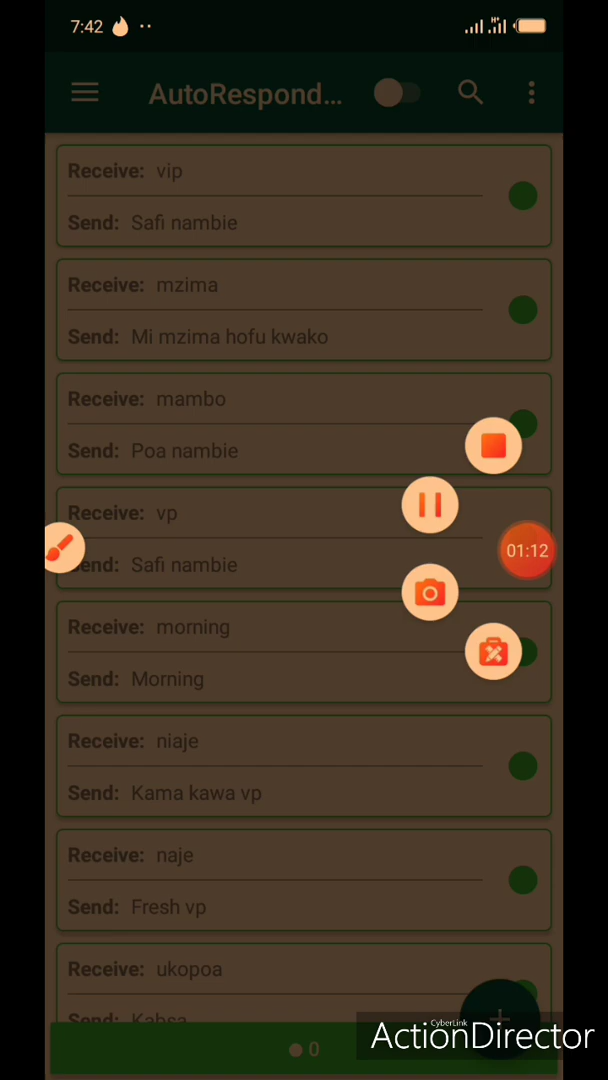 7:42
AutoRespond...
Receive: vip
Send: Safi nambie
Receive: mzima
Send: Mi mzima hofu kwako
Receive: mambo
Send: Poa nambie
Receive: vp
Send: Safi nambie
01:12
Receive: morning
Send: Morning
Receive: niaje
Send: Kama kawa vp
Receive: naje
Send: Fresh vp
Receive: ukopoa
Send: Kabsa
0
CyberLink
ActionDirector